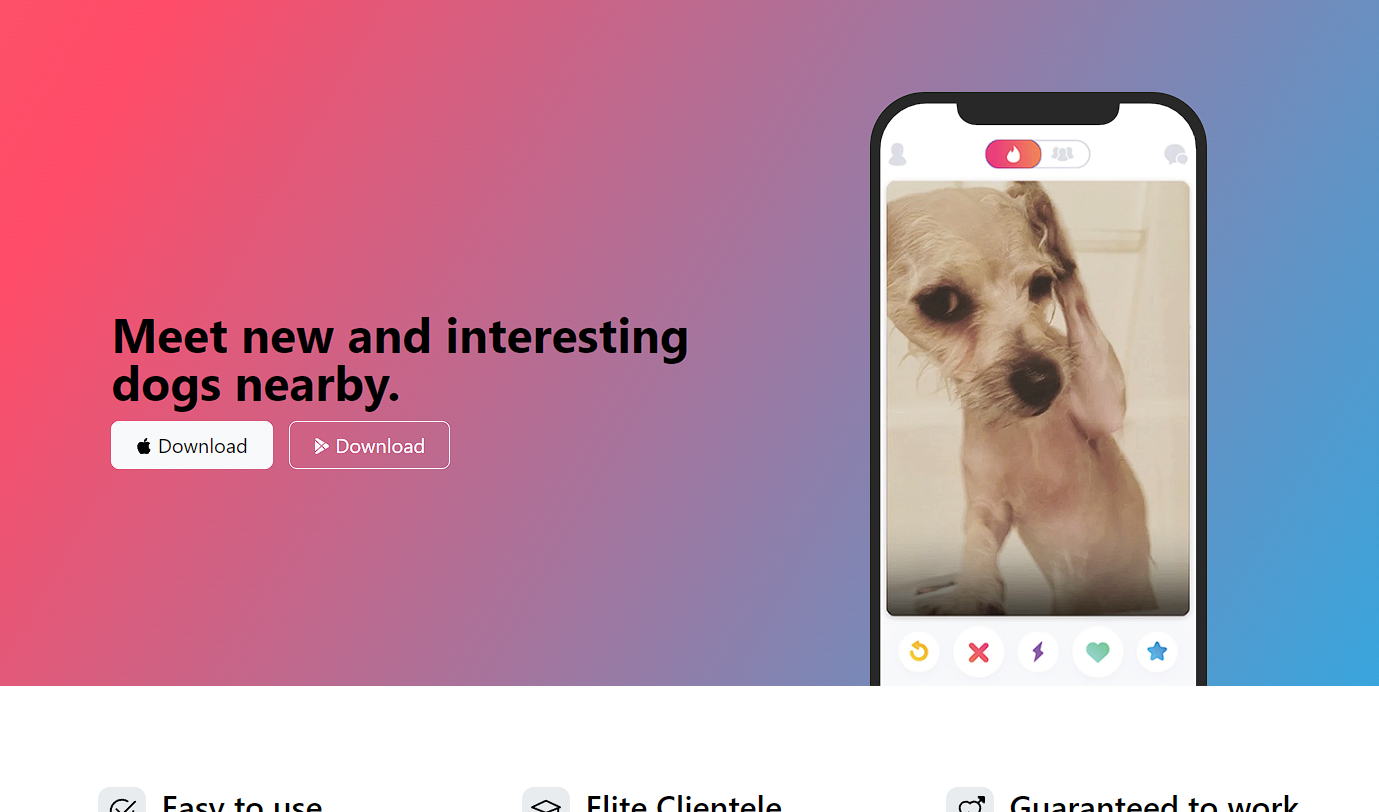 Meet new and interesting
dogs nearby.
Download
Download
Easy to use
Elite Clientele
Guaranteed to work